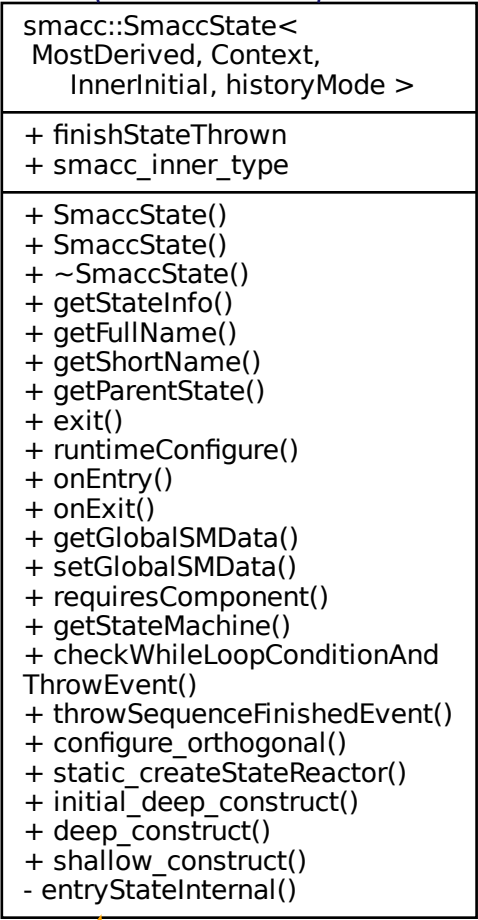 smacc::SmaccState<
MostDerived, Context,
InnerInitial, historyMode >
+ finishStateThrown
+ smacc_inner_type
+ SmaccState()
+ SmaccState()
+ ~SmaccState()
+ getStateInfo()
+ getFullName()
+ getShortName()
+ getParentState()
+ exit()
+ runtimeConfigure()
+ onEntry()
+ onExit()
+ getGlobalSMData()
+ setGlobalSMData()
+ requiresComponent()
+ getStateMachine()
+ checkWhileLoopConditionAnd
ThrowEvent()
+ throwSequenceFinishedEvent()
+ configure_orthogonal()
+ static_createStateReactor()
+ initial_deep_construct()
+ deep_construct()
+ shallow_construct()
- entryStateInternal()